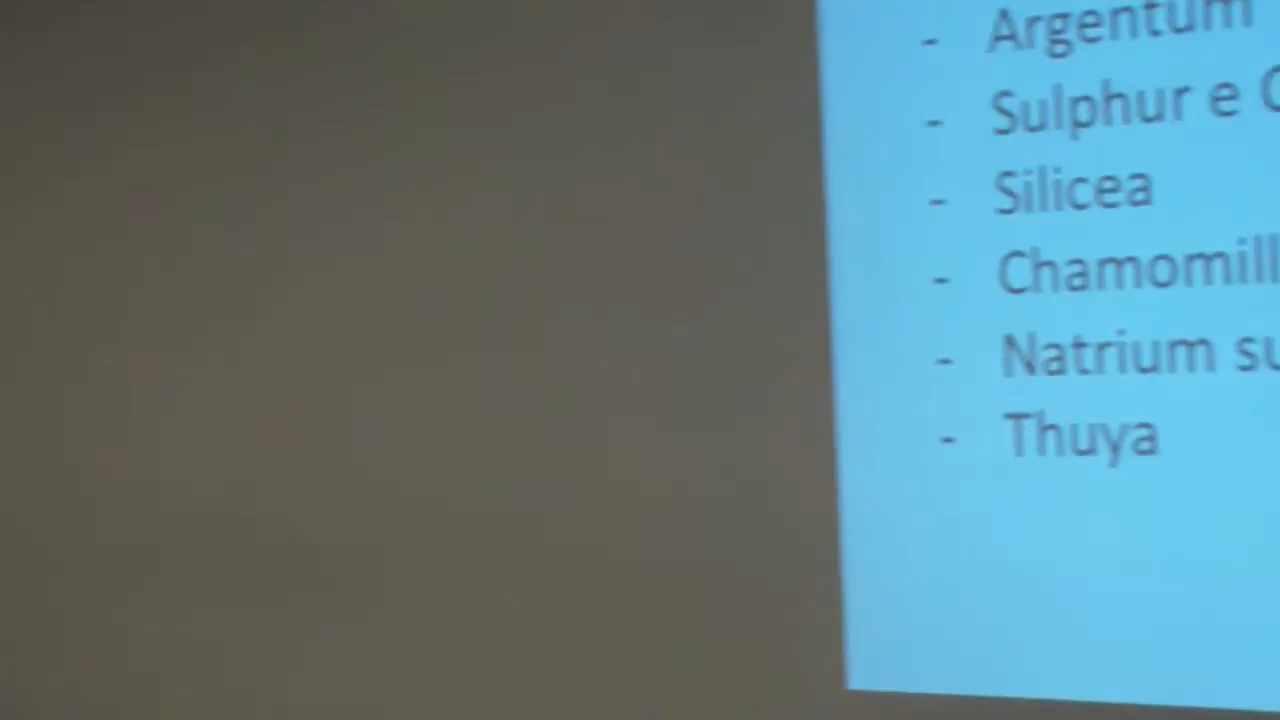 - Argentum
- Sulphur e
- Silicea
- Chamomill
- Natrium su
- Thuya